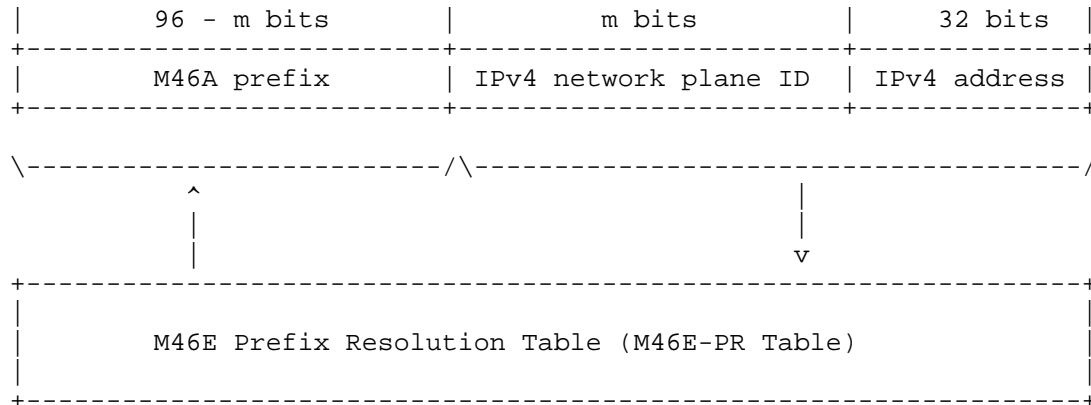 96 - m bits | m bits | 32 bits
M46A prefix | IPv4 network plane ID | IPv4 address
M46E Prefix Resolution Table (M46E-PR Table)